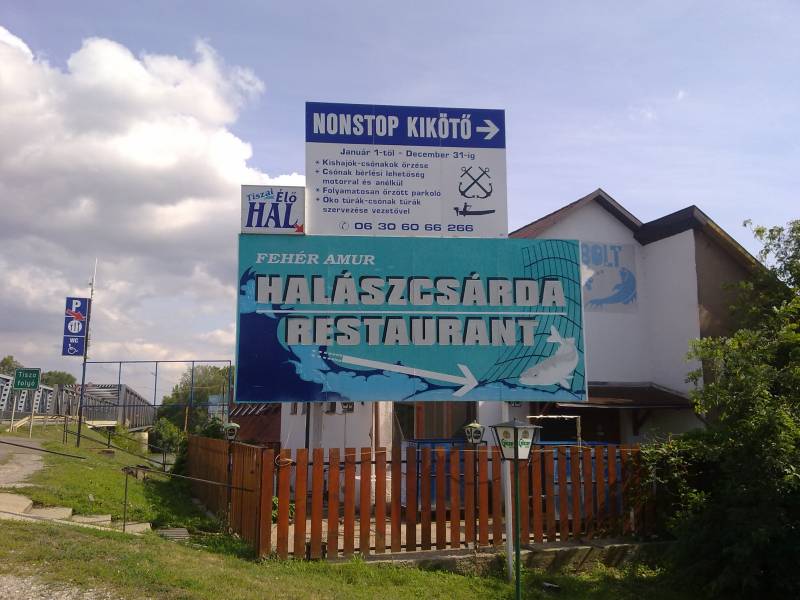 NONSTOP KIKÖTŐ
Január 1-től - December 31-ig
+ Kishajók-csónakok őrzése
+ Csónak bérlési lehetőség
motorral és anélkül
+ Folyamatosan őrzött parkoló
+ Öko túrák-csónak túrák
szervezése vezetővel
06 30 60 66 266
Tiszai Élő
HAL
FEHÉR AMUR
HALÁSZCSÁRDA
RESTAURANT
BOLT
P
WC
Tisza
folyó
Gösser